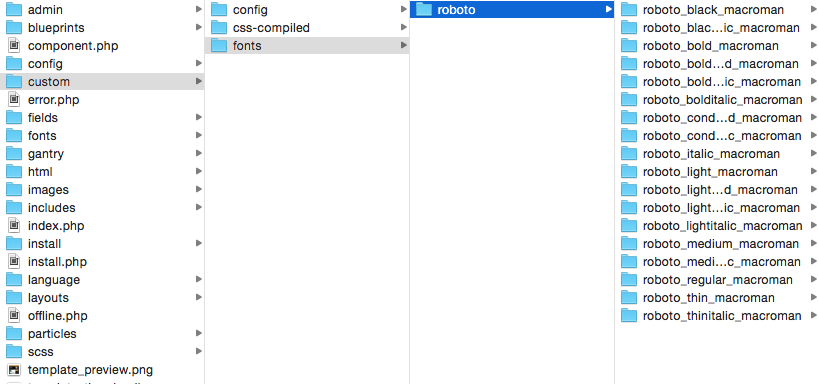 admin
blueprints
component.php
config
custom
error.php
fields
fonts
gantry
html
images
includes
index.php
install
install.php
language
layouts
offline.php
particles
scss
template_preview.png
config
css-compiled
fonts
roboto
roboto_black_macroman
roboto_blac...ic_macroman
roboto_bold_macroman
roboto_bold...d_macroman
roboto_bold...ic_macroman
roboto_bolditalic_macroman
roboto_cond...d_macroman
roboto_cond...c_macroman
roboto_italic_macroman
roboto_light_macroman
roboto_light...d_macroman
roboto_light...ic_macroman
roboto_lightitalic_macroman
roboto_medium_macroman
roboto_medi...c_macroman
roboto_regular_macroman
roboto_thin_macroman
roboto_thinitalic_macroman